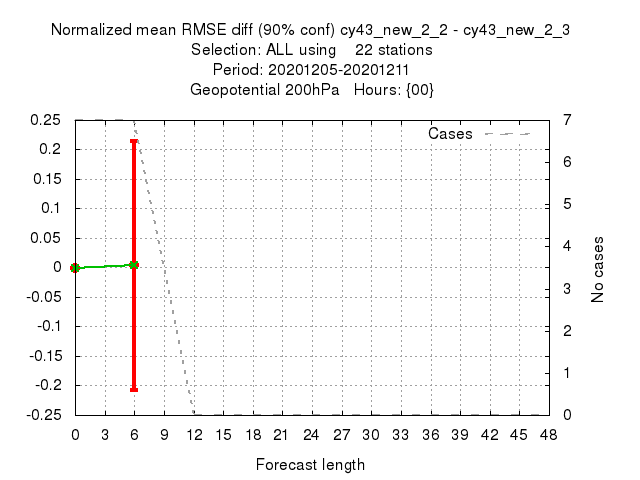 Normalized mean RMSE diff (90% conf) cy43_new_2_2 - cy43_new_2_3
Selection: ALL using 22 stations
Period: 20201205-20201211
Geopotential 200hPa Hours: {00}
Cases
0.25
0.2
0.15
0.1
0.05
0
-0.05
-0.1
-0.15
-0.2
-0.25
7
6
5
4
3
2
1
0
No cases
0 3 6 9 12 15 18 21 24 27 30 33 36 39 42 45 48
Forecast length